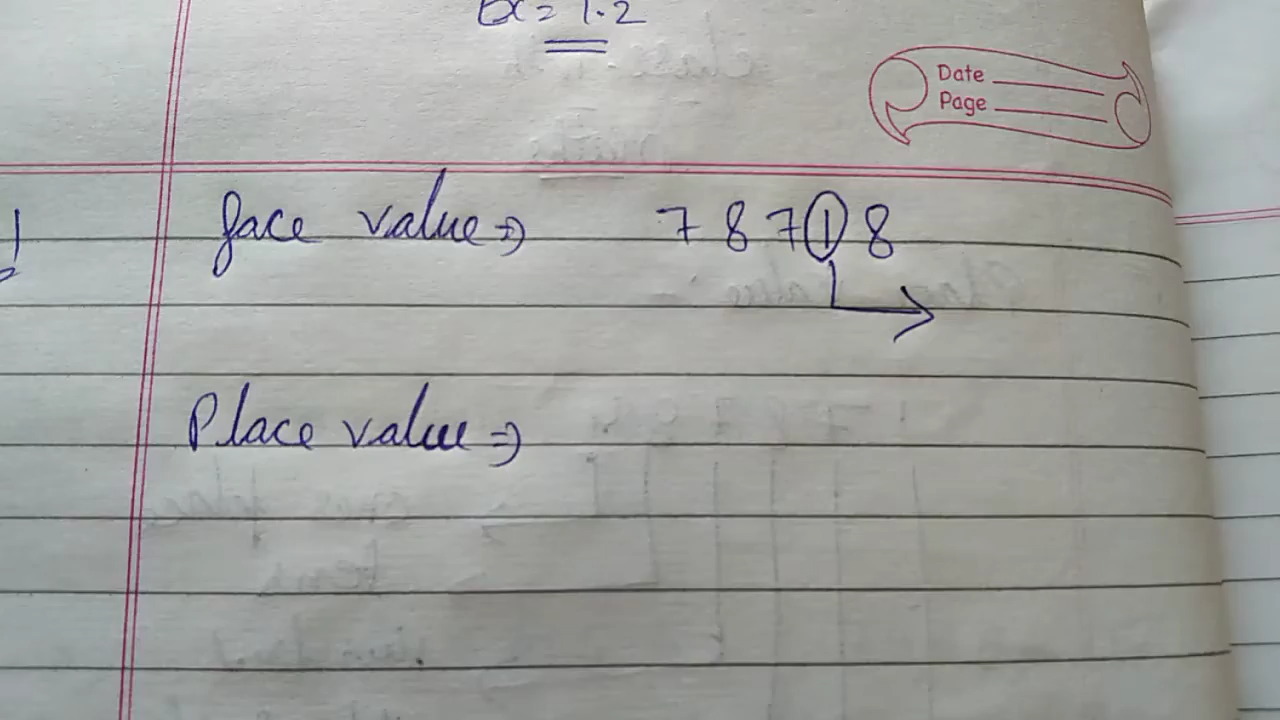 Ex = 1.2
Date
Page
face value ⇒ 7 8 7 1 8
Place value ⇒